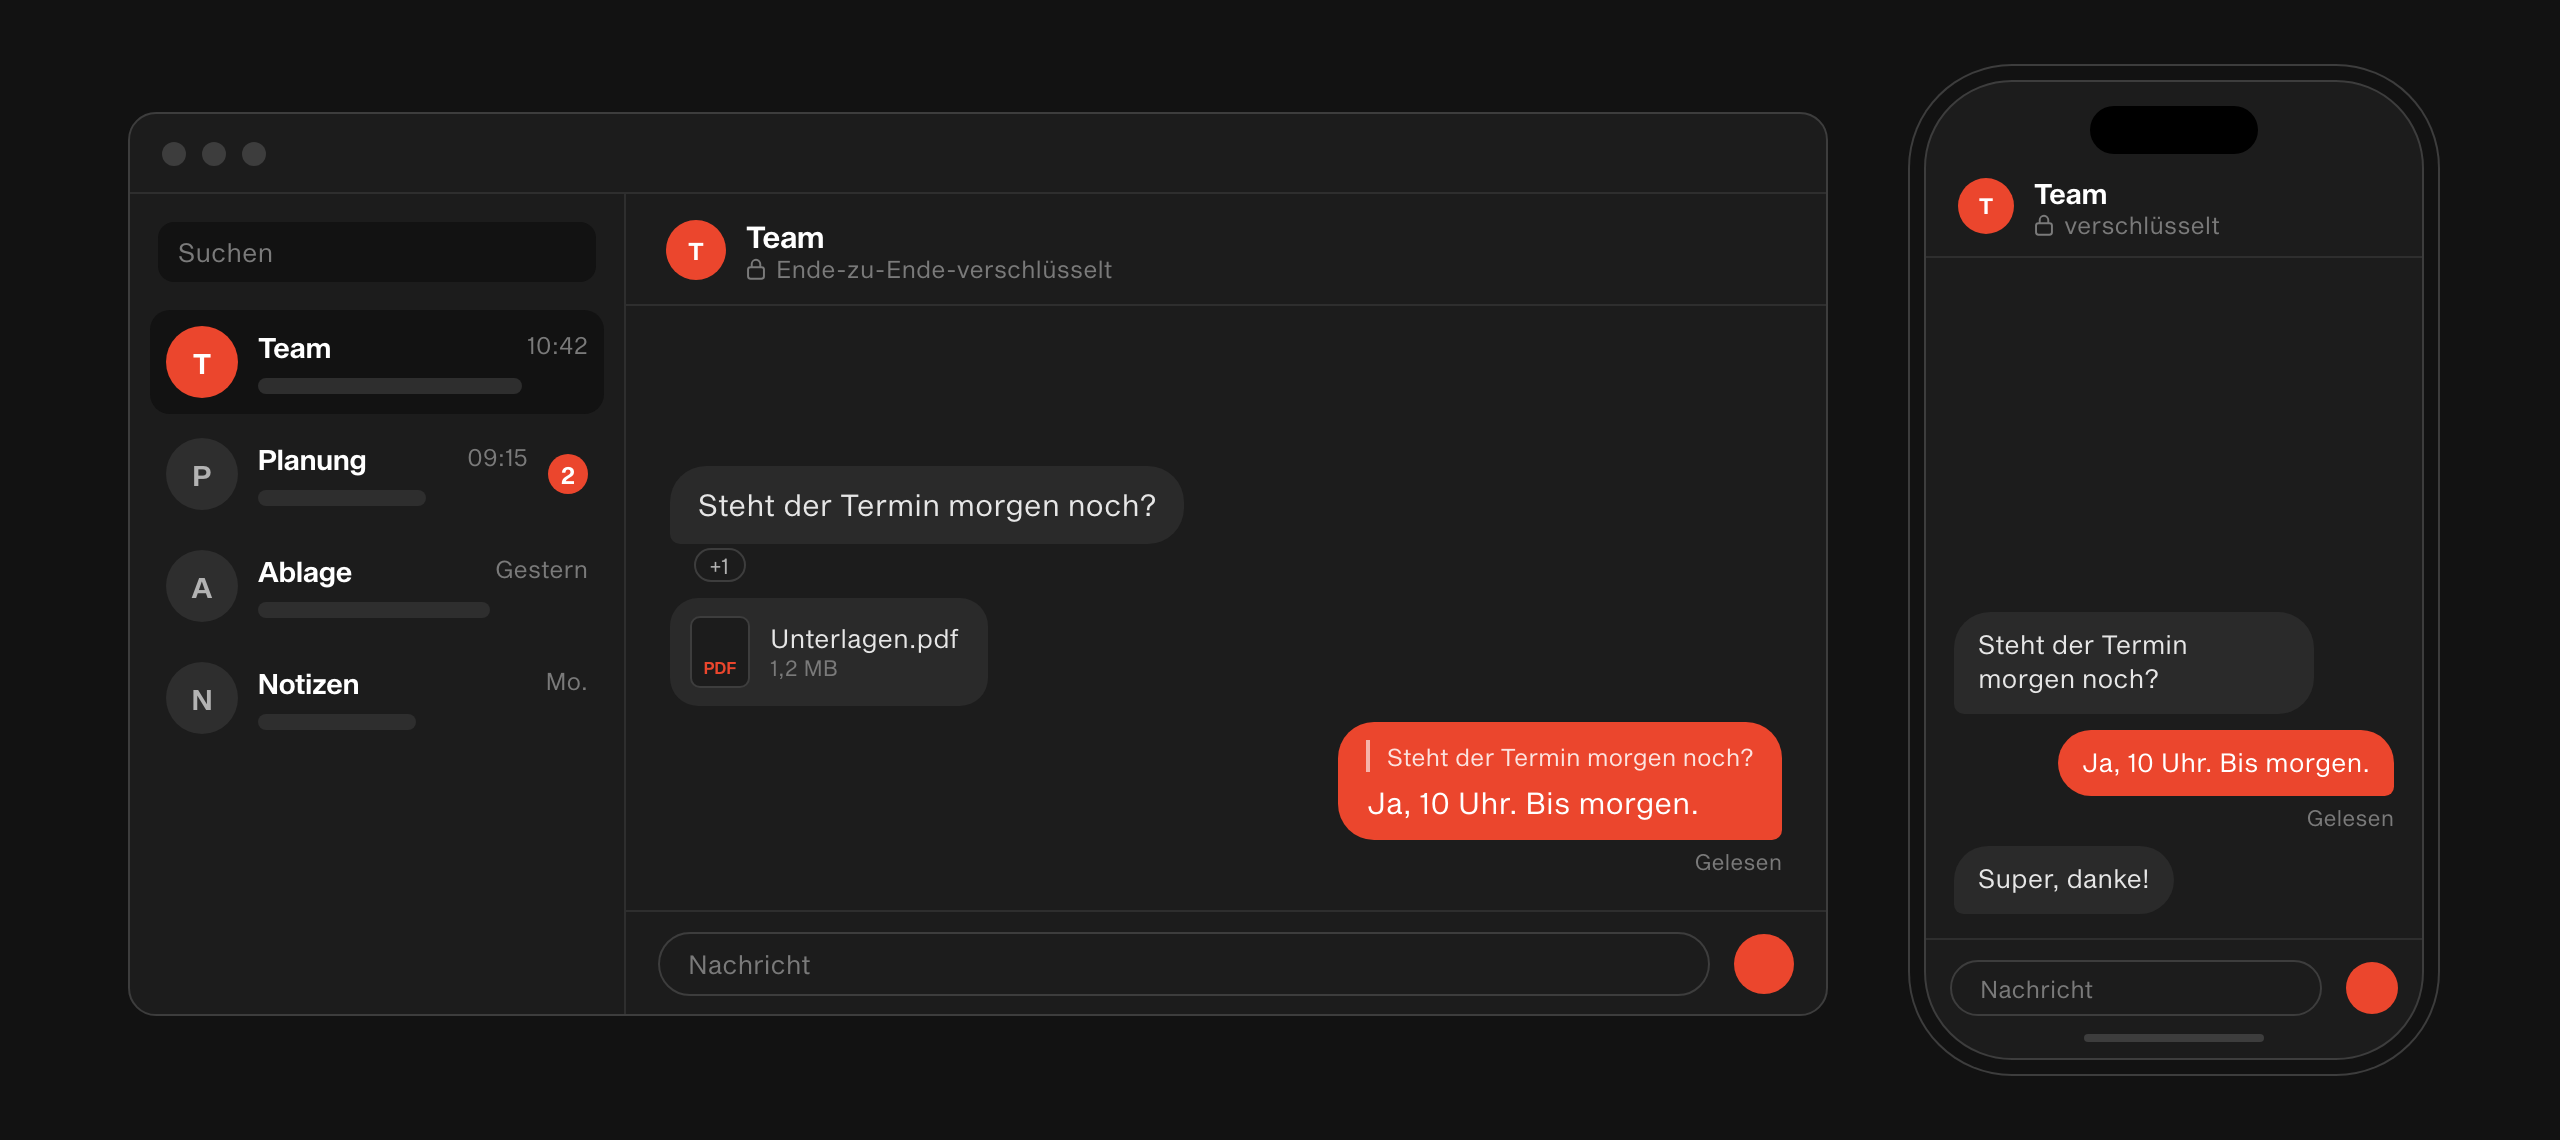 Suchen
T
Team
10:42
P
Planung
09:15
2
A
Ablage
Gestern
N
Notizen
Mo.
T
Team
Ende-zu-Ende-verschlüsselt
Steht der Termin morgen noch?
+1
PDF
Unterlagen.pdf
1,2 MB
Steht der Termin morgen noch?
Ja, 10 Uhr. Bis morgen.
Gelesen
Nachricht
T
Team
verschlüsselt
Steht der Termin
morgen noch?
Ja, 10 Uhr. Bis morgen.
Gelesen
Super, danke!
Nachricht